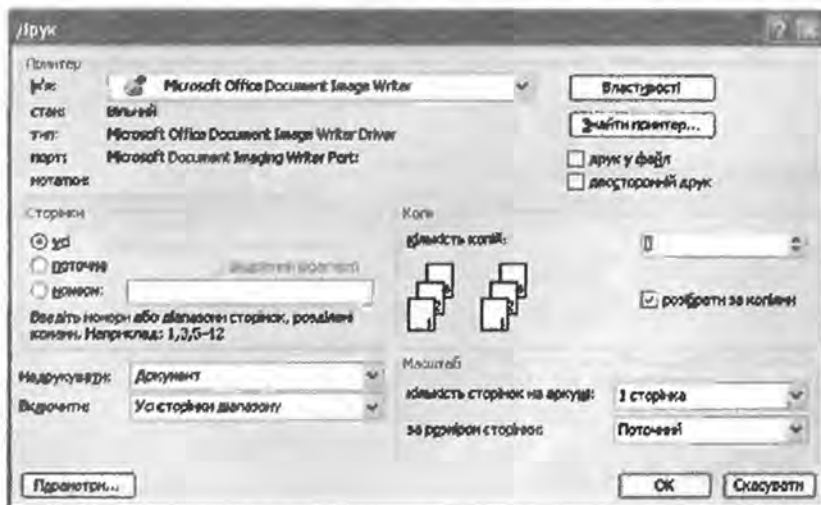 Друк
Принтер
ім'я: Microsoft Office Document Image Writer Властивості
стан: вільний
тип: Microsoft Office Document Image Writer Driver Знайти принтер...
порт: Microsoft Document Imaging Writer Port: друк у файл
нотатки: двосторонній друк
Сторінки
усі
поточна виділений фрагмент
номери:
Введіть номери або діапазони сторінок, розділені
комами. Наприклад: 1,3,5–12
Копії
кількість копій:
розібрати за копіями
Надрукувати: Документ
Включити: Усі сторінки діапазону
Масштаб
кількість сторінок на аркуші: 1 сторінка
за розміром сторінок: Поточний
Параметри... ОК Скасувати